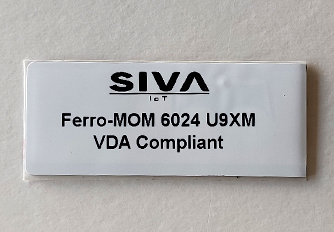 SIVA
IoT
Ferro-MOM 6024 U9XM
VDA Compliant